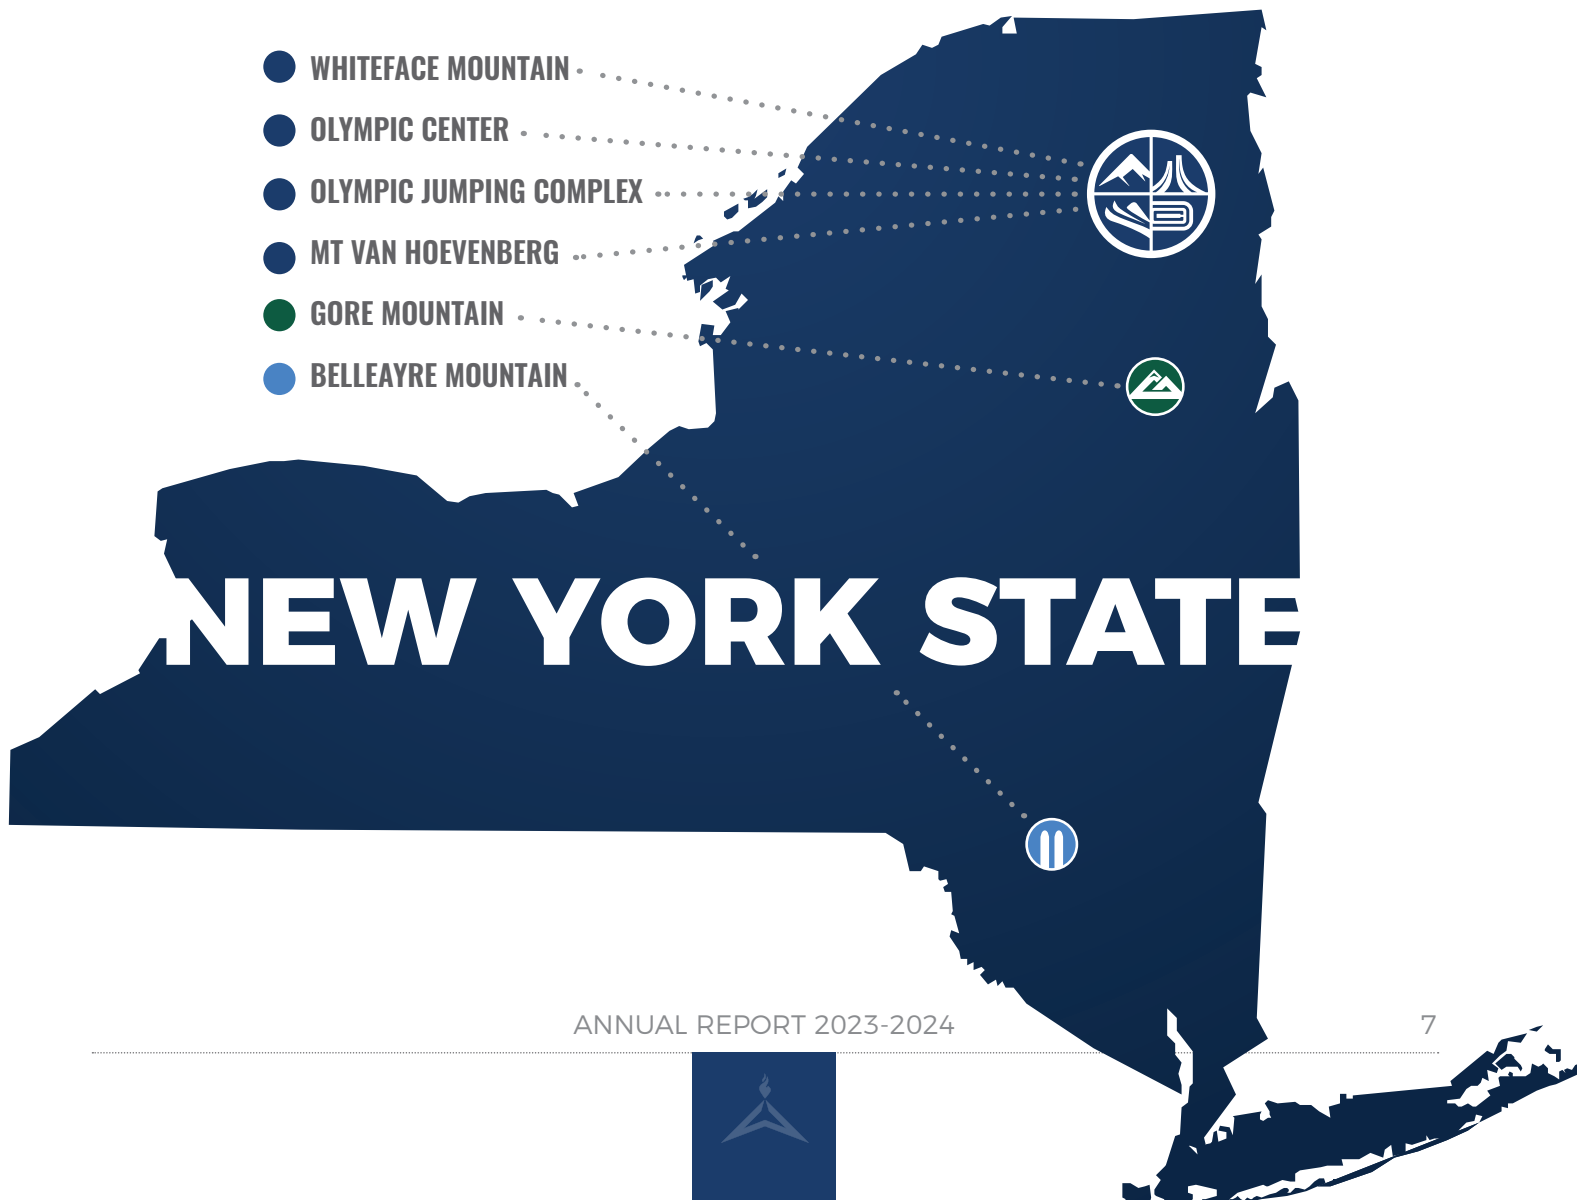 WHITEFACE MOUNTAIN
OLYMPIC CENTER
OLYMPIC JUMPING COMPLEX
MT VAN HOEVENBERG
GORE MOUNTAIN
BELLEAYRE MOUNTAIN
NEW YORK STATE
ANNUAL REPORT 2023-2024
7